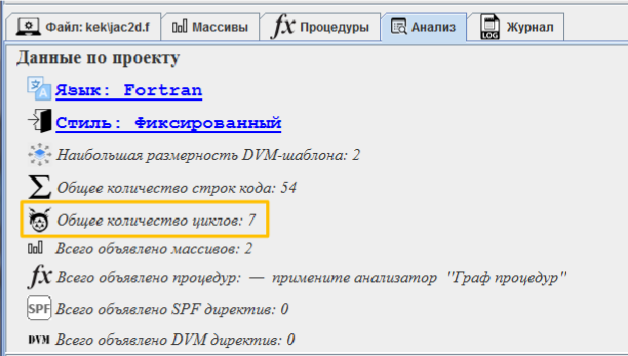 Файл: kek\jac2d.f Массивы fx Процедуры Анализ LOG Журнал
Данные по проекту
Язык: Fortran
Стиль: Фиксированный
Наибольшая размерность DVM-шаблона: 2
Σ Общее количество строк кода: 54
Общее количество циклов: 7
Всего объявлено массивов: 2
fx Всего объявлено процедур: — примените анализатор "Граф процедур"
SPF Всего объявлено SPF директив: 0
DVM Всего объявлено DVM директив: 0